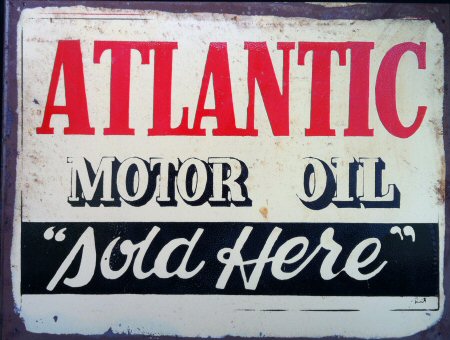 ATLANTIC
MOTOR OIL
“Sold Here”